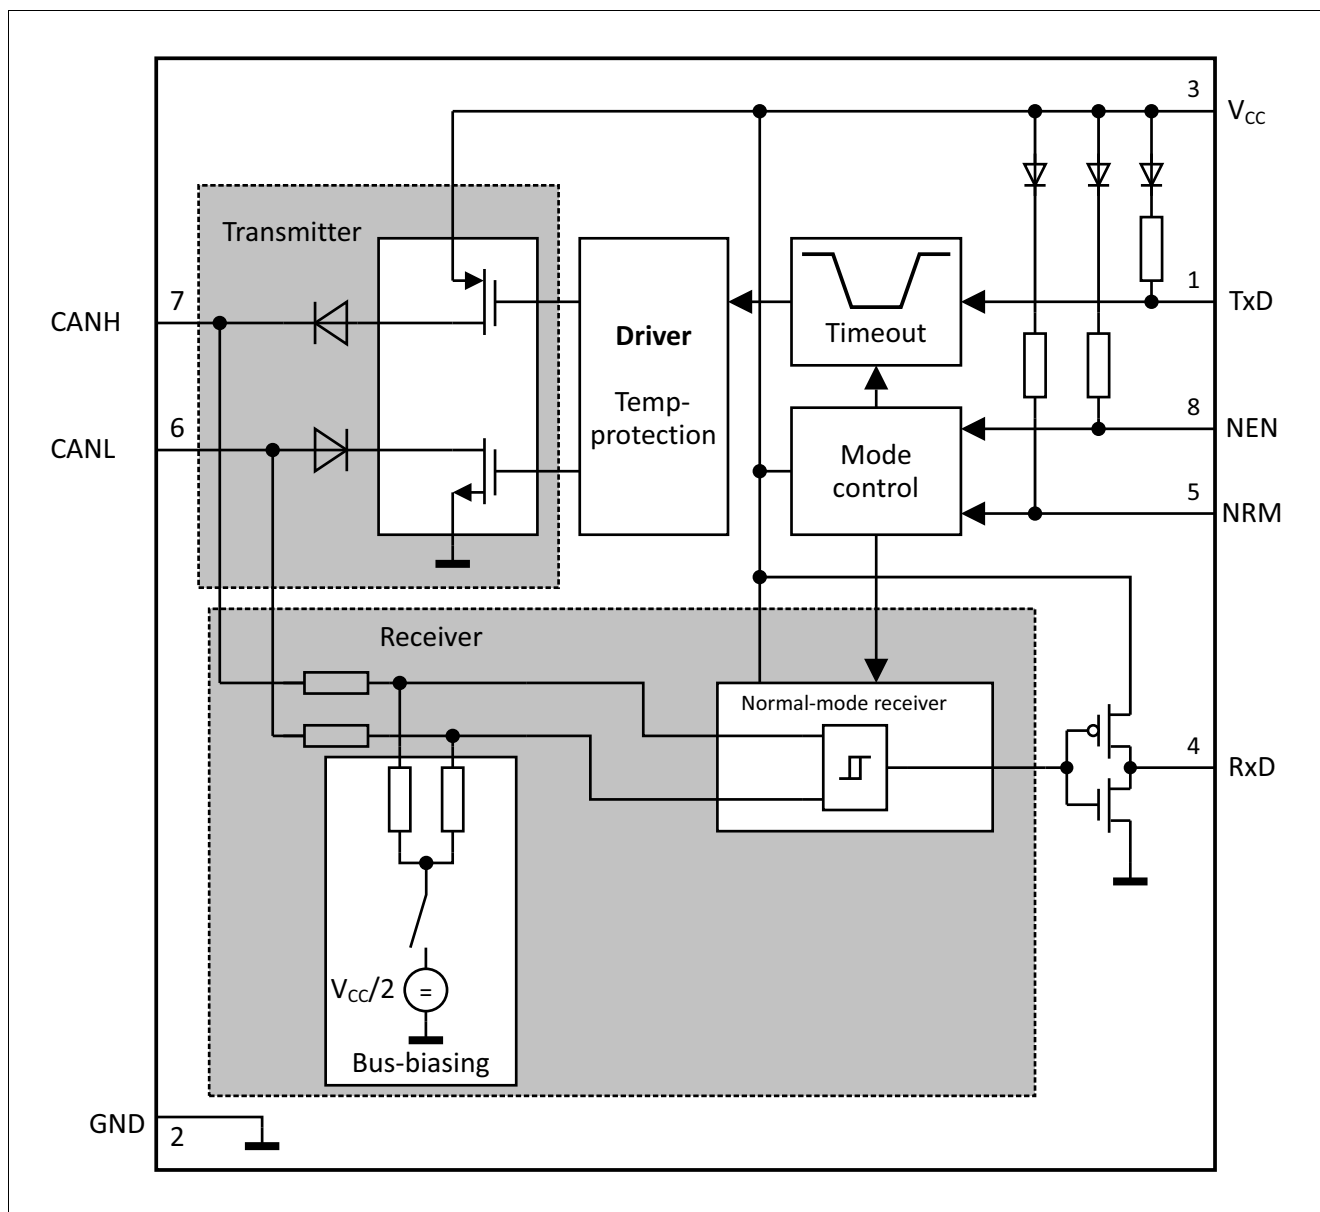 3
VCC
Transmitter
7
CANH
Driver
Timeout
1
TxD
Temp-
protection
6
CANL
8
NEN
Mode
control
5
NRM
Receiver
Normal-mode receiver
4
RxD
VCC/2
=
Bus-biasing
GND
2